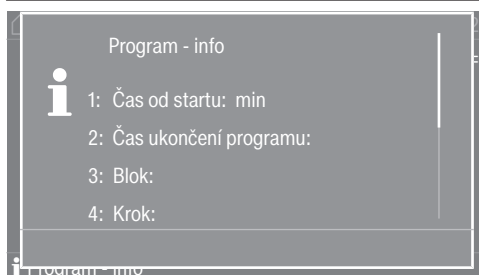 Program - info
1: Čas od startu: min
2: Čas ukončení programu:
3: Blok:
4: Krok:
Program - info